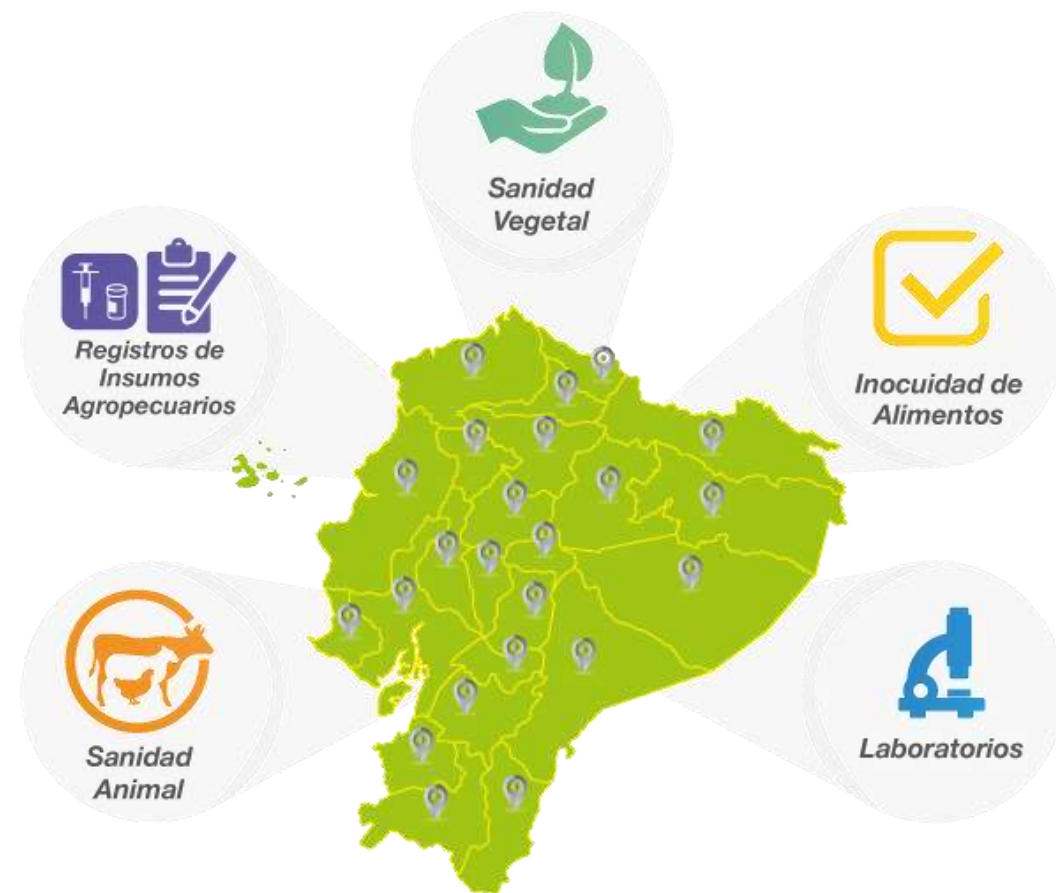 Sanidad
Vegetal
Registros de
Insumos
Agropecuarios
Inocuidad de
Alimentos
Sanidad
Animal
Laboratorios